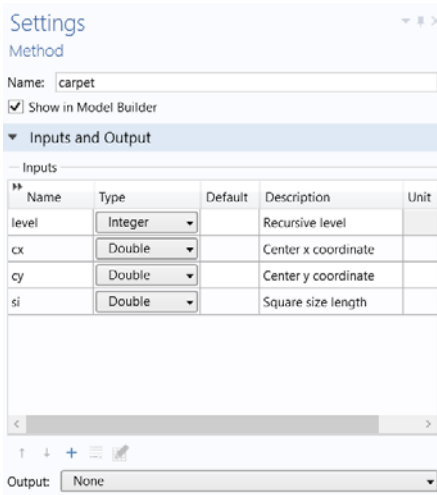 Settings
Method
Name: carpet
Show in Model Builder
Inputs and Output
Inputs
Name Type Default Description Unit
level Integer Recursive level
cx Double Center x coordinate
cy Double Center y coordinate
si Double Square size length
Output: None